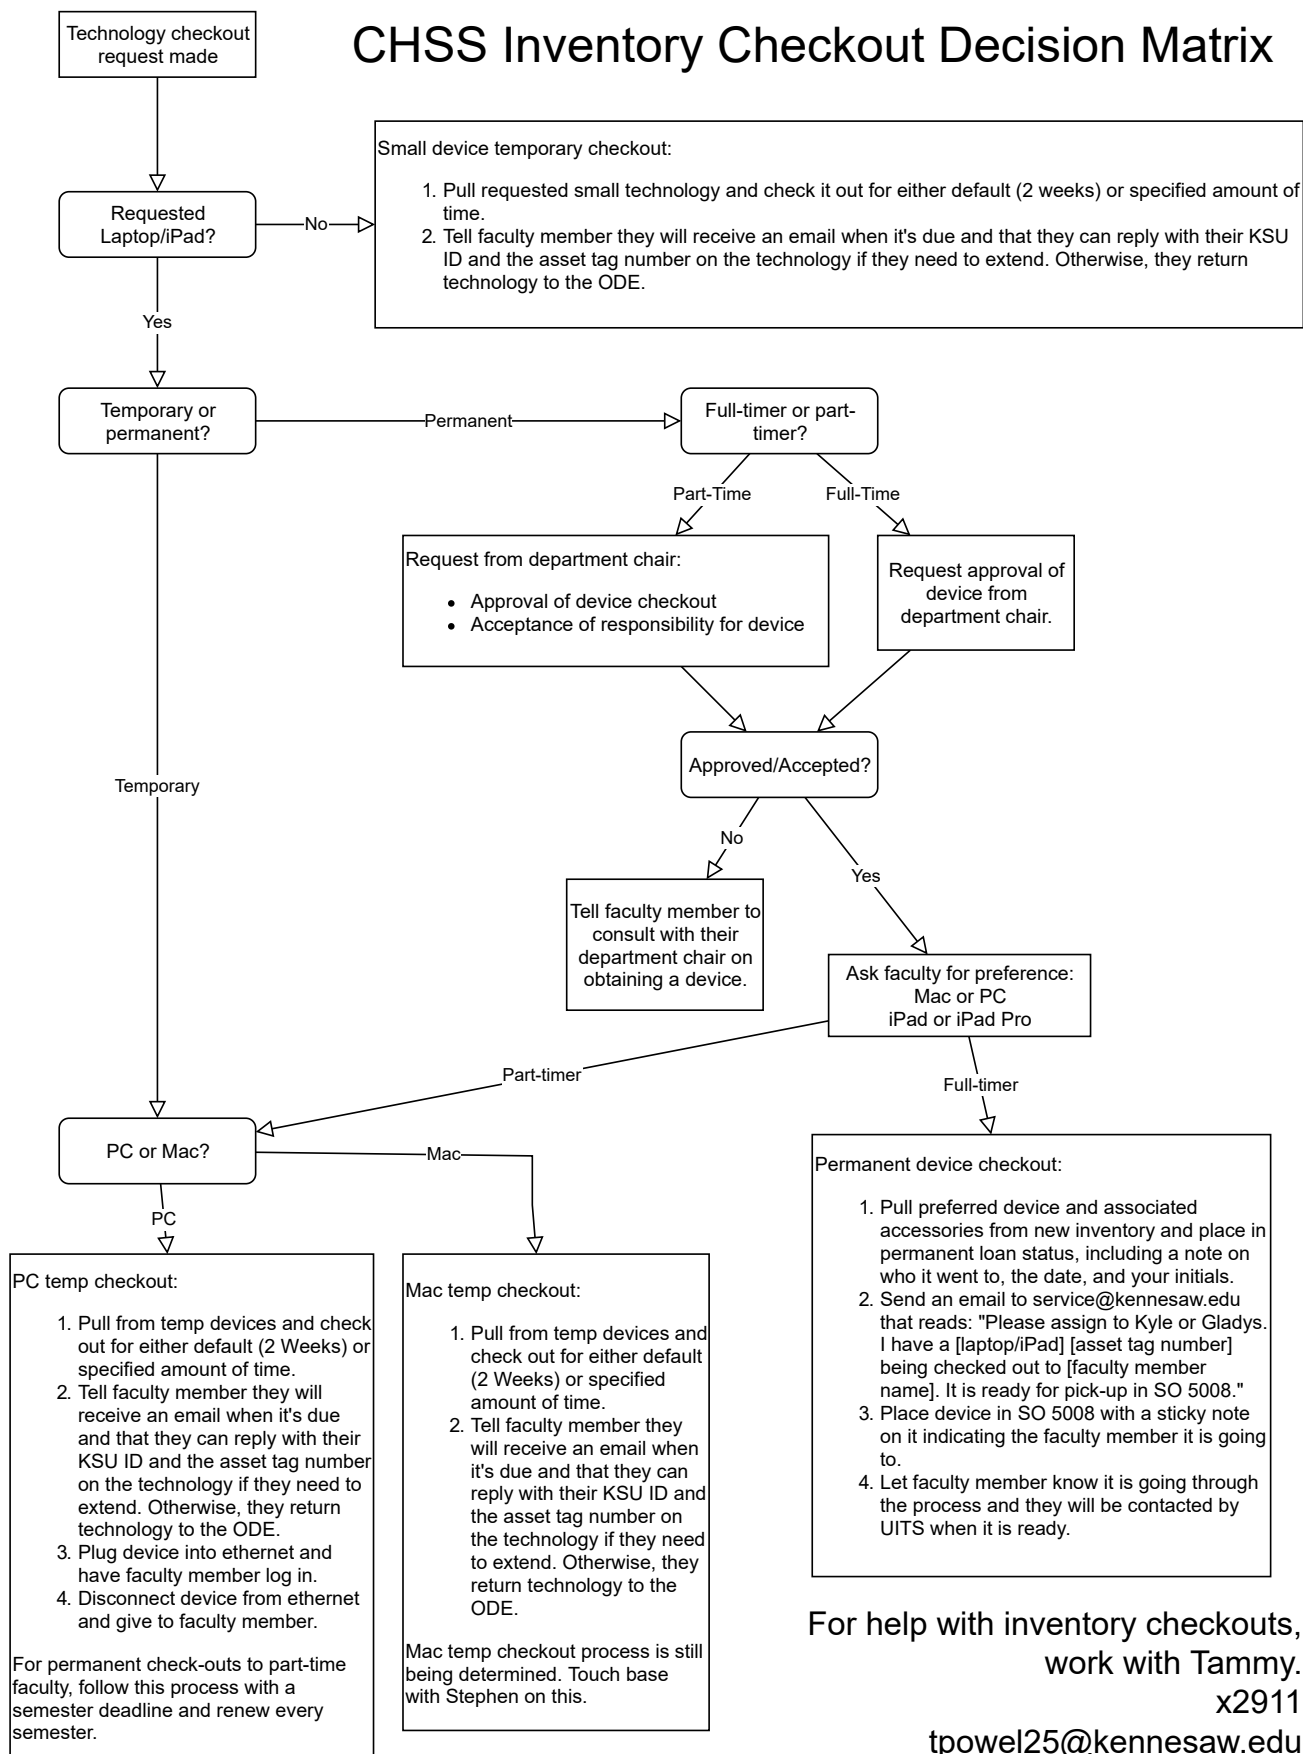 Technology checkout
request made
CHSS Inventory Checkout Decision Matrix
Small device temporary checkout:
1. Pull requested small technology and check it out for either default (2 weeks) or specified amount of
time.
2. Tell faculty member they will receive an email when it's due and that they can reply with their KSU
ID and the asset tag number on the technology if they need to extend. Otherwise, they return
technology to the ODE.
Requested
Laptop/iPad?
No
Yes
Temporary or
permanent?
Permanent
Full-timer or part-
timer?
Part-Time
Full-Time
Request from department chair:
• Approval of device checkout
• Acceptance of responsibility for device
Request approval of
device from
department chair.
Approved/Accepted?
Temporary
No
Yes
Tell faculty member to
consult with their
department chair on
obtaining a device.
Ask faculty for preference:
Mac or PC
iPad or iPad Pro
Part-timer
Full-timer
PC or Mac?
Mac
PC
PC temp checkout:
1. Pull from temp devices and check
out for either default (2 Weeks) or
specified amount of time.
2. Tell faculty member they will
receive an email when it's due
and that they can reply with their
KSU ID and the asset tag number
on the technology if they need to
extend. Otherwise, they return
technology to the ODE.
3. Plug device into ethernet and
have faculty member log in.
4. Disconnect device from ethernet
and give to faculty member.
For permanent check-outs to part-time
faculty, follow this process with a
semester deadline and renew every
semester.
Mac temp checkout:
1. Pull from temp devices and
check out for either default
(2 Weeks) or specified
amount of time.
2. Tell faculty member they
will receive an email when
it's due and that they can
reply with their KSU ID and
the asset tag number on
the technology if they need
to extend. Otherwise, they
return technology to the
ODE.
Mac temp checkout process is still
being determined. Touch base
with Stephen on this.
Permanent device checkout:
1. Pull preferred device and associated
accessories from new inventory and place in
permanent loan status, including a note on
who it went to, the date, and your initials.
2. Send an email to service@kennesaw.edu
that reads: "Please assign to Kyle or Gladys.
I have a [laptop/iPad] [asset tag number]
being checked out to [faculty member
name]. It is ready for pick-up in SO 5008."
3. Place device in SO 5008 with a sticky note
on it indicating the faculty member it is going
to.
4. Let faculty member know it is going through
the process and they will be contacted by
UITS when it is ready.
For help with inventory checkouts,
work with Tammy.
x2911
tpowel25@kennesaw.edu